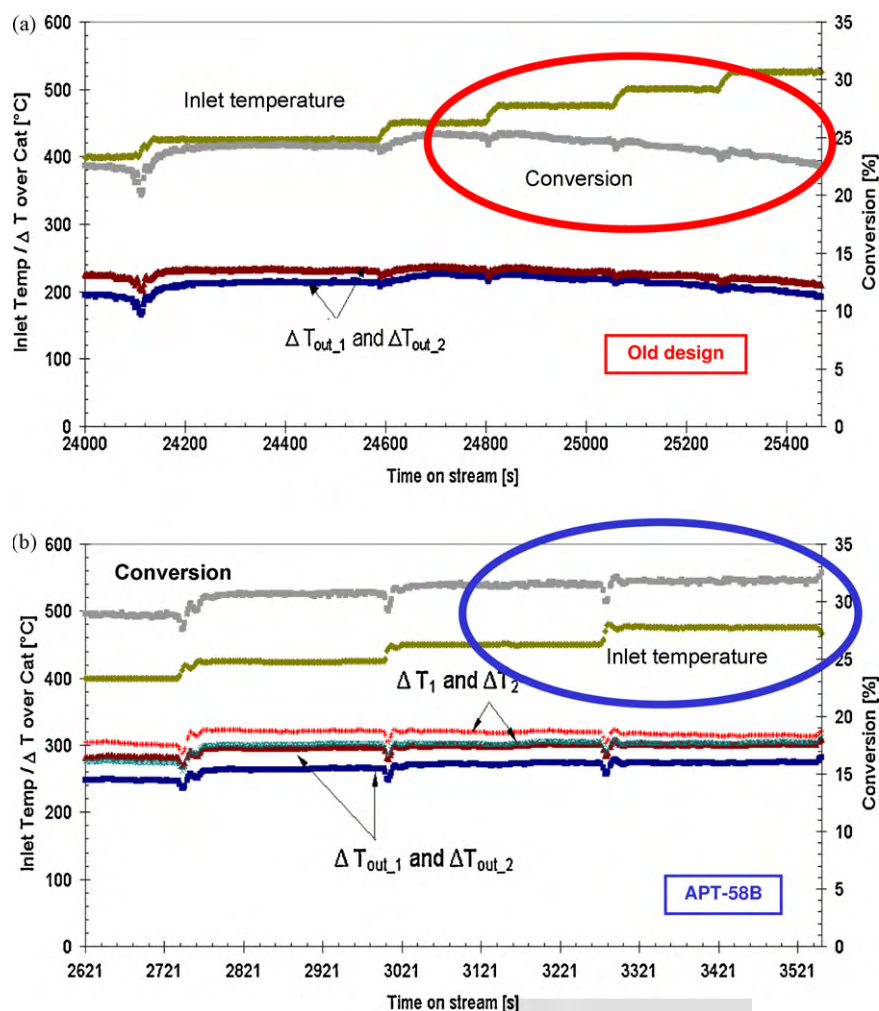 (a)
600
500
400
300
200
100
0
Inlet Temp / Δ T over Cat [°C]
35
30
25
20
15
10
5
0
Conversion [%]
Inlet temperature
Conversion
Δ Tout_1 and ΔTout_2
Old design
24000 24200 24400 24600 24800 25000 25200 25400
Time on stream [s]
(b)
600
500
400
300
200
100
0
Inlet Temp / Δ T over Cat [°C]
35
30
25
20
15
10
5
0
Conversion [%]
Conversion
Inlet temperature
Δ T1 and ΔT2
Δ Tout_1 and ΔTout_2
APT-58B
2621 2721 2821 2921 3021 3121 3221 3321 3421 3521
Time on stream [s]